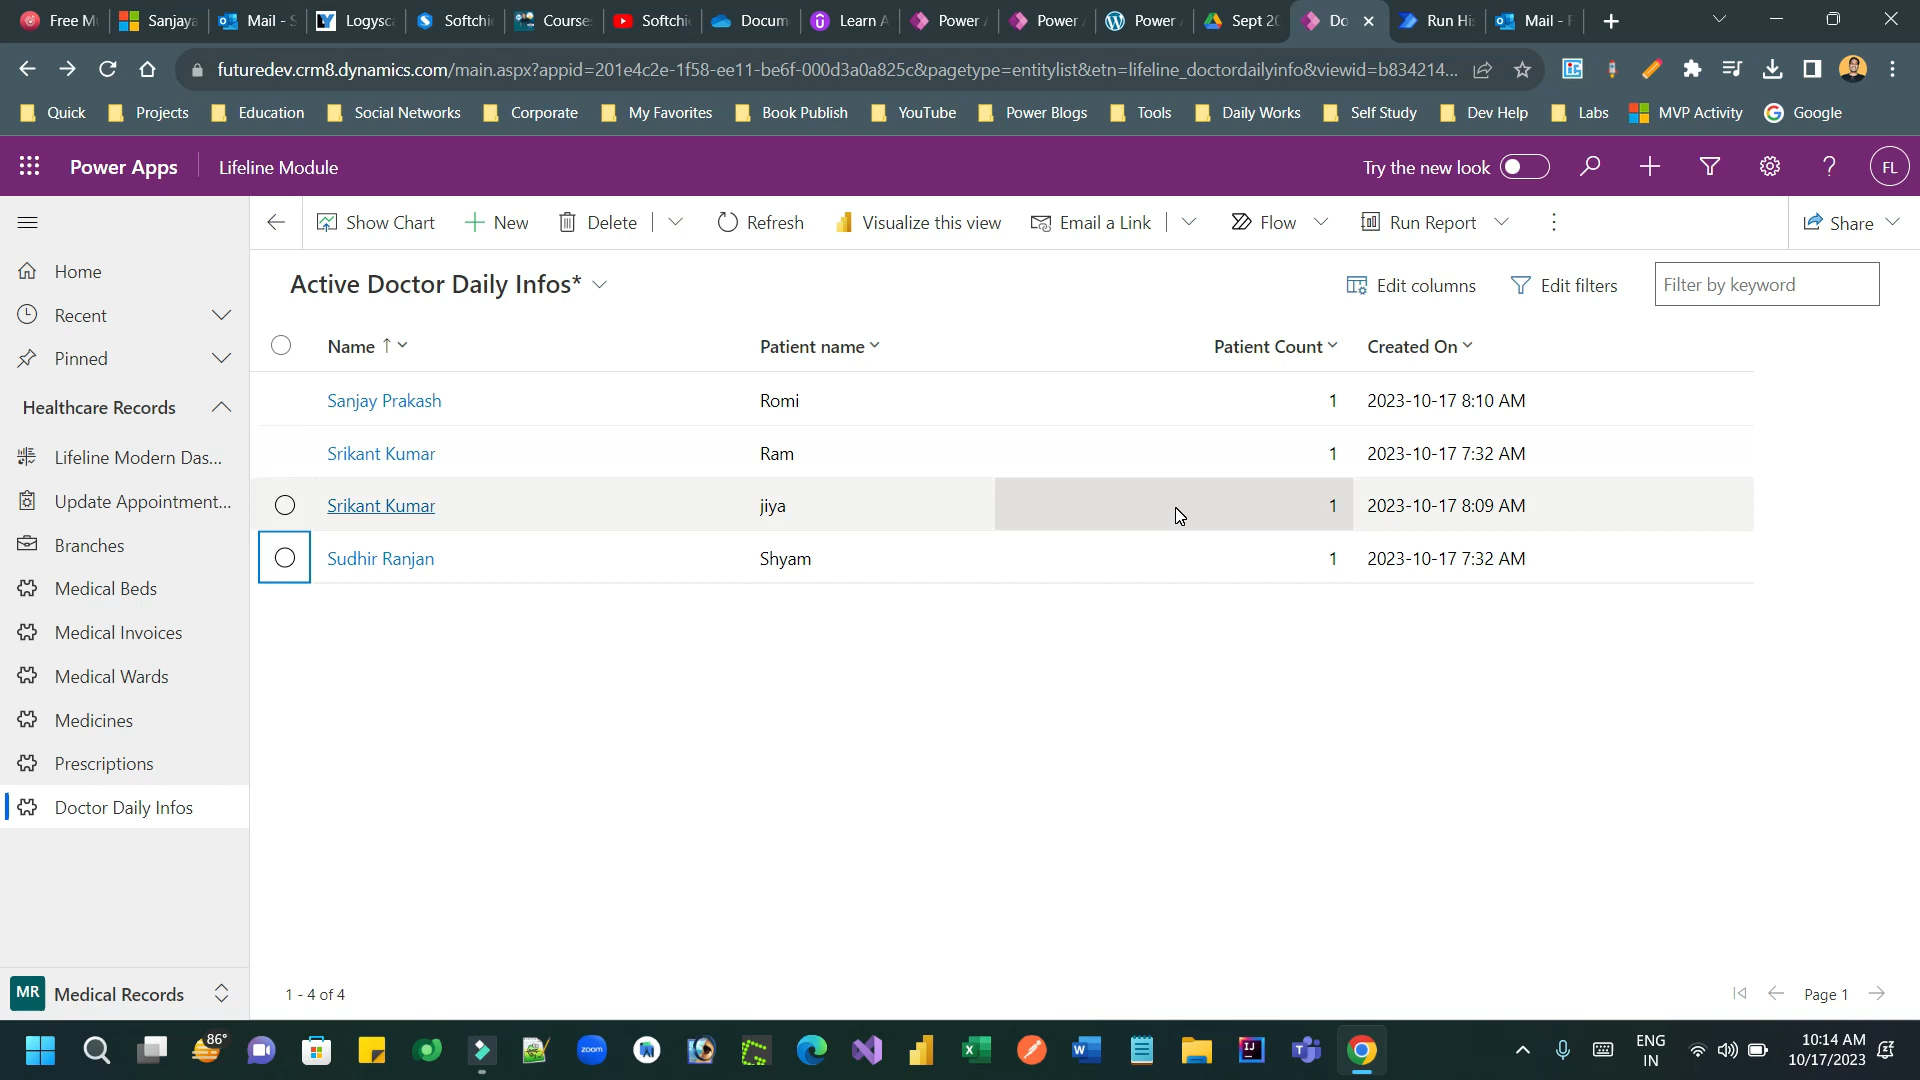 Free M
Sanjaya
Mail - S
Logysca
Softchi
Course
Softchi
Docum
Learn A
Power A
Power A
Power A
Sept 20
Do
Run His
Mail - F
futuredev.crm8.dynamics.com/main.aspx?appid=201e4c2e-1f58-ee11-be6f-000d3a0a825c&pagetype=entitylist&etn=lifeline_doctordailyinfo&viewid=b834214...
Quick
Projects
Education
Social Networks
Corporate
My Favorites
Book Publish
YouTube
Power Blogs
Tools
Daily Works
Self Study
Dev Help
Labs
MVP Activity
Google
Power Apps
Lifeline Module
Try the new look
FL
Show Chart
New
Delete
Refresh
Visualize this view
Email a Link
Flow
Run Report
Share
Home
Recent
Pinned
Healthcare Records
Lifeline Modern Das...
Update Appointment...
Branches
Medical Beds
Medical Invoices
Medical Wards
Medicines
Prescriptions
Doctor Daily Infos
MR Medical Records
Active Doctor Daily Infos*
Edit columns
Edit filters
Filter by keyword
Name Patient name Patient Count Created On
Sanjay Prakash Romi 1 2023-10-17 8:10 AM
Srikant Kumar Ram 1 2023-10-17 7:32 AM
Srikant Kumar jiya 1 2023-10-17 8:09 AM
Sudhir Ranjan Shyam 1 2023-10-17 7:32 AM
1 - 4 of 4
Page 1
86°
zoom
ENG
IN
10:14 AM
10/17/2023